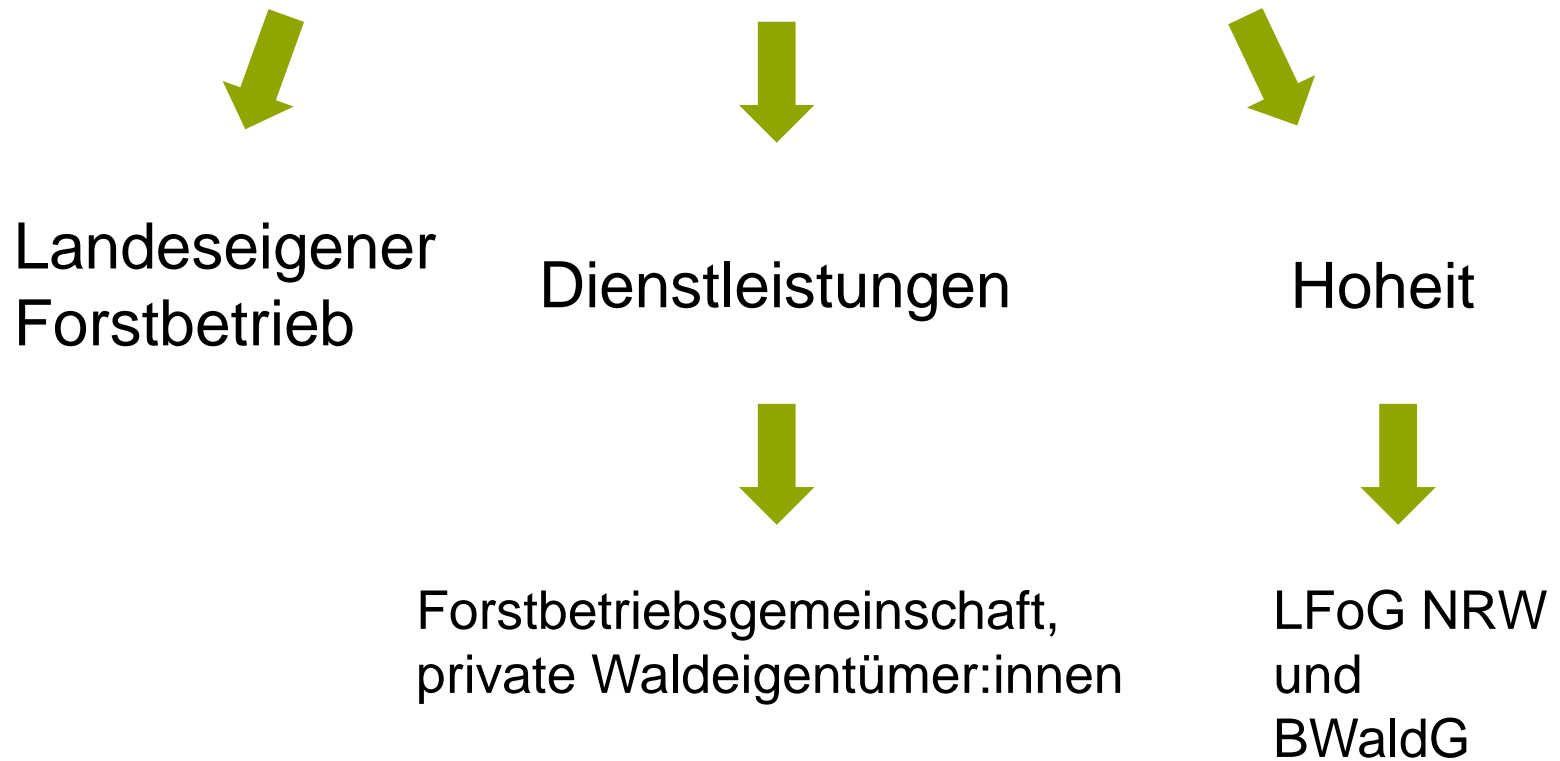 Landeseigener
Forstbetrieb
Dienstleistungen
Hoheit
Forstbetriebsgemeinschaft,
private Waldeigentümer:innen
LFoG NRW
und
BWaldG